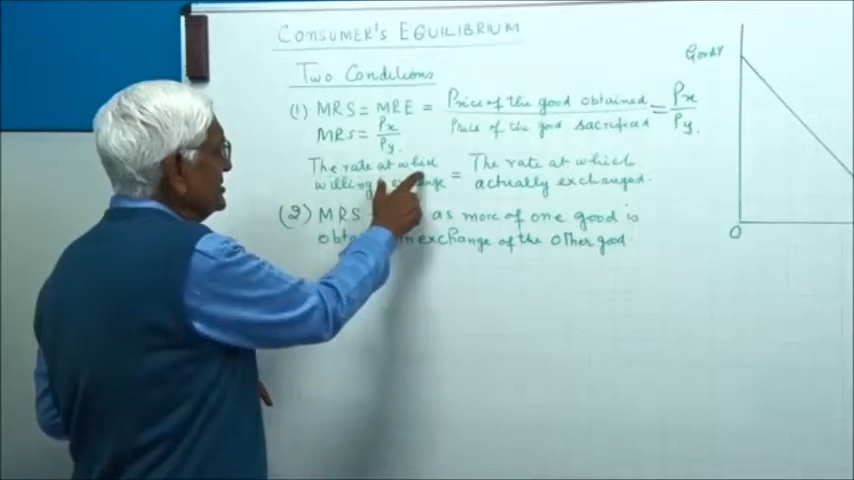 CONSUMER'S EQUILIBRIUM
Two Conditions
(1) MRS = MRE = Price of the good obtained / Price of the good sacrificed = Px / Py.
MRS = Px / Py.
The rate at which willing = The rate at which actually exchanged.
(2) MRS as more of one good is
in exchange of the other good.
Good Y
O